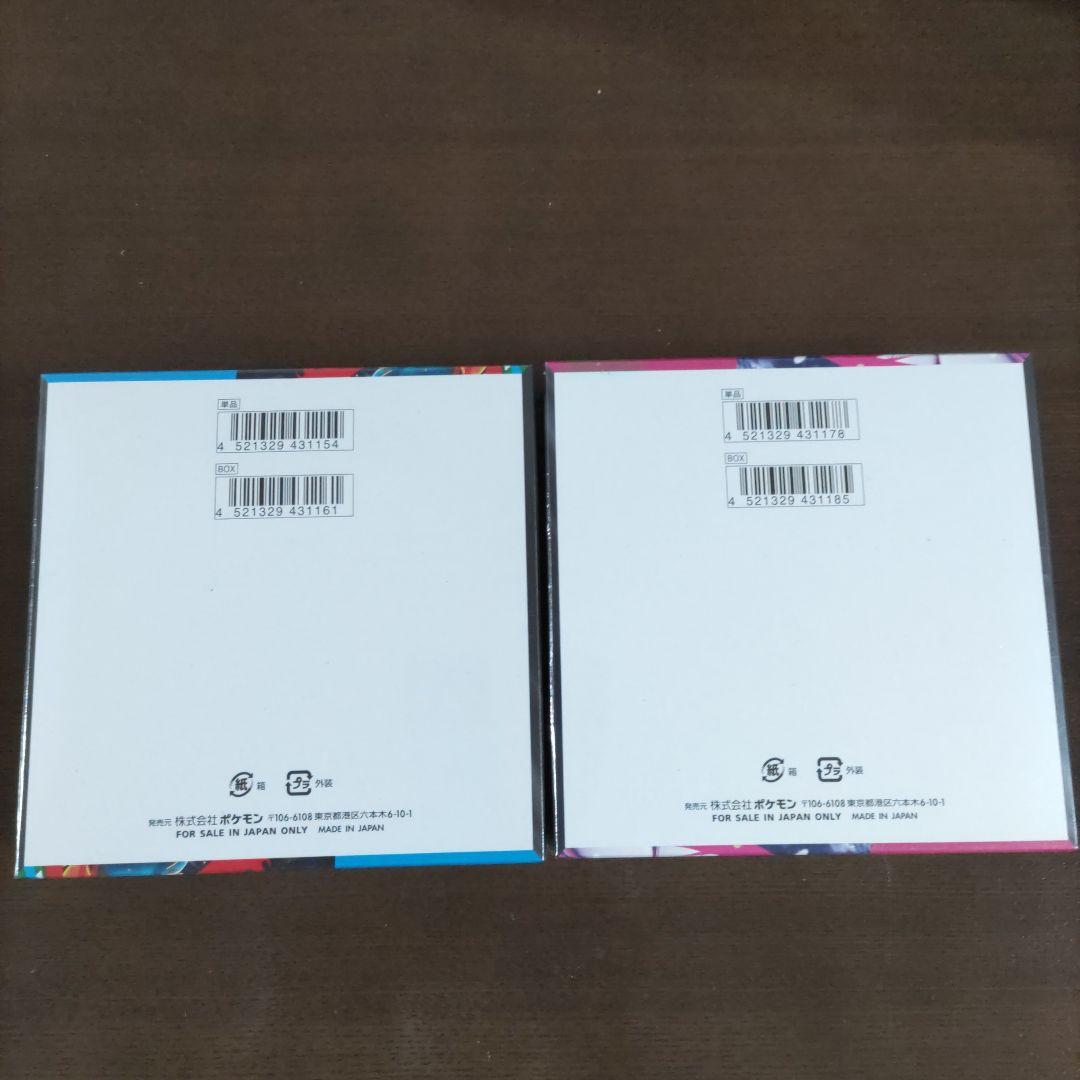 単品
4 521329 431154
BOX
4 521329 431161
紙 箱 プラ 外装
発売元 株式会社 ポケモン 〒106-6108 東京都港区六本木6-10-1
FOR SALE IN JAPAN ONLY MADE IN JAPAN
単品
4 521329 431178
BOX
4 521329 431185
紙 箱 プラ 外装
発売元 株式会社 ポケモン 〒106-6108 東京都港区六本木6-10-1
FOR SALE IN JAPAN ONLY MADE IN JAPAN